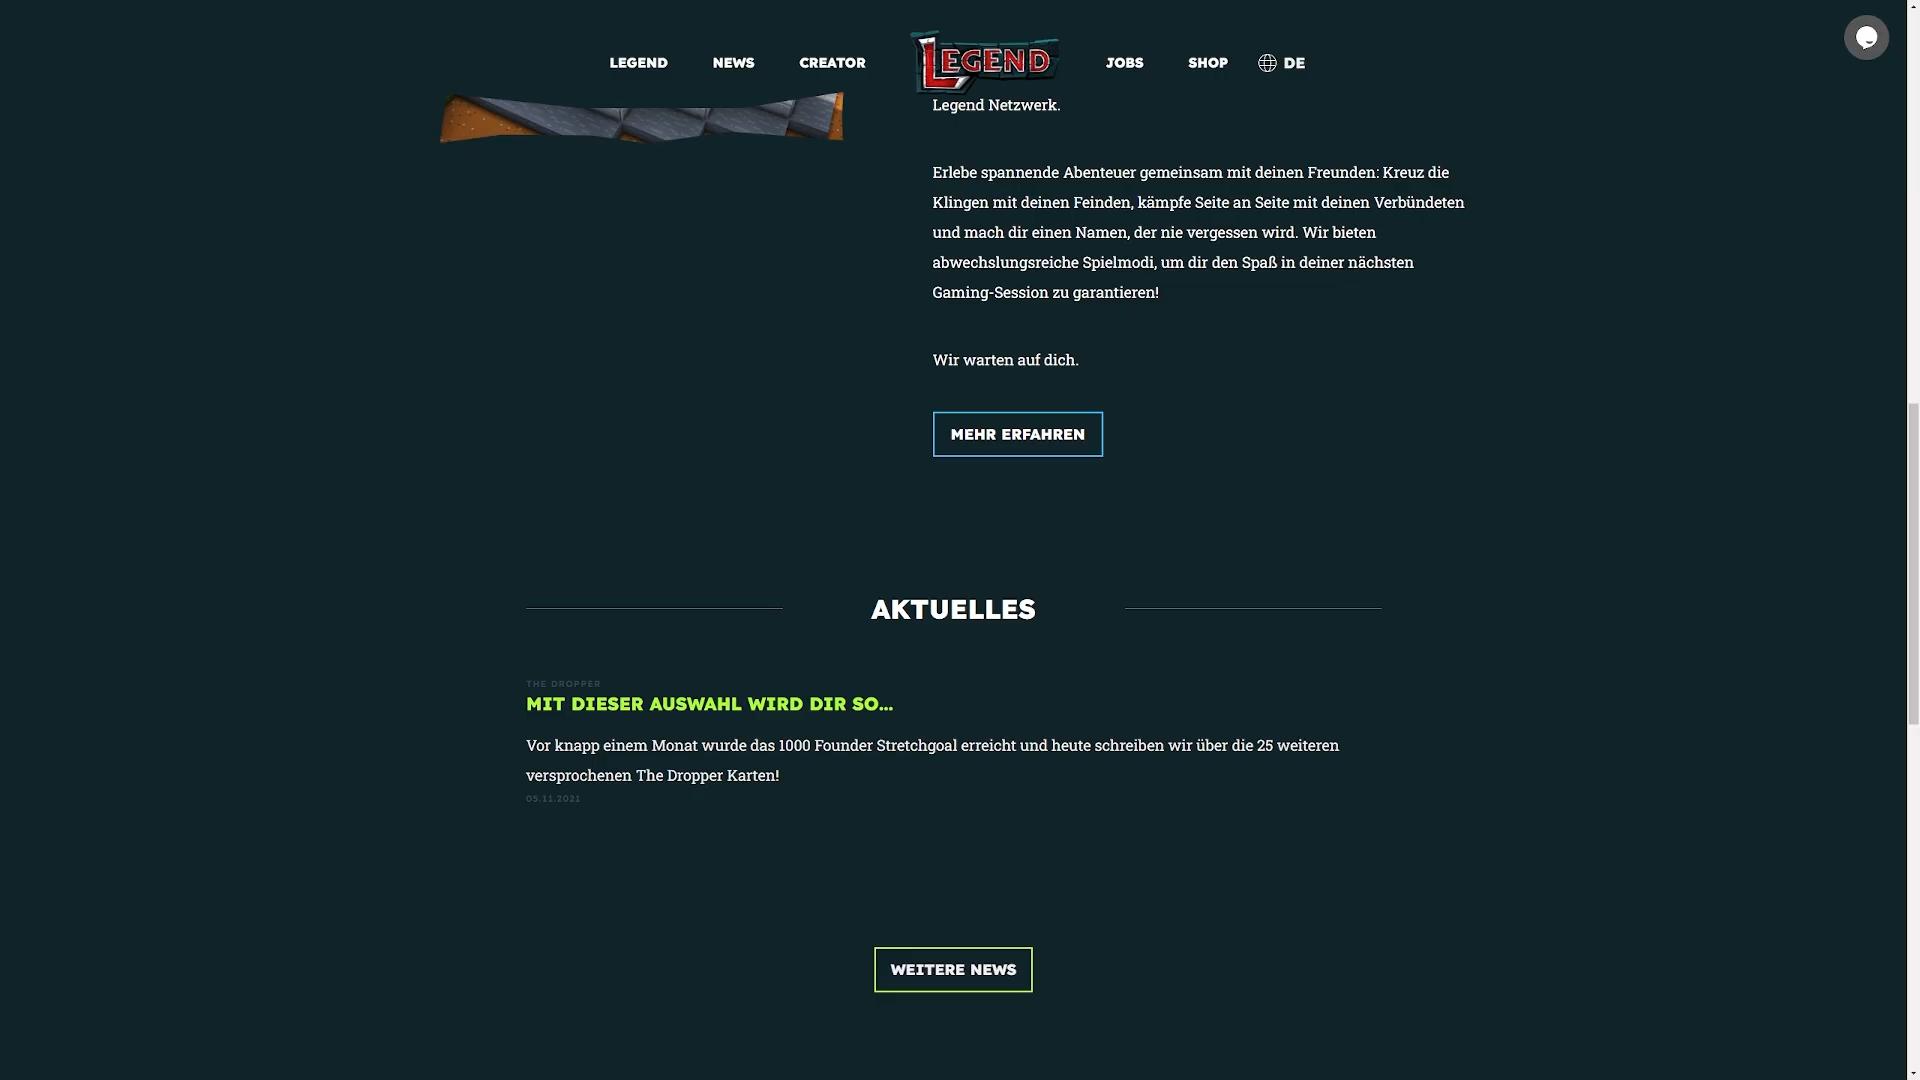 LEGEND NEWS CREATOR LEGEND JOBS SHOP DE
Legend Netzwerk.
Erlebe spannende Abenteuer gemeinsam mit deinen Freunden: Kreuz die
Klingen mit deinen Feinden, kämpfe Seite an Seite mit deinen Verbündeten
und mach dir einen Namen, der nie vergessen wird. Wir bieten
abwechslungsreiche Spielmodi, um dir den Spaß in deiner nächsten
Gaming-Session zu garantieren!
Wir warten auf dich.
MEHR ERFAHREN
AKTUELLES
THE DROPPER
MIT DIESER AUSWAHL WIRD DIR SO...
Vor knapp einem Monat wurde das 1000 Founder Stretchgoal erreicht und heute schreiben wir über die 25 weiteren
versprochenen The Dropper Karten!
05.11.2021
WEITERE NEWS